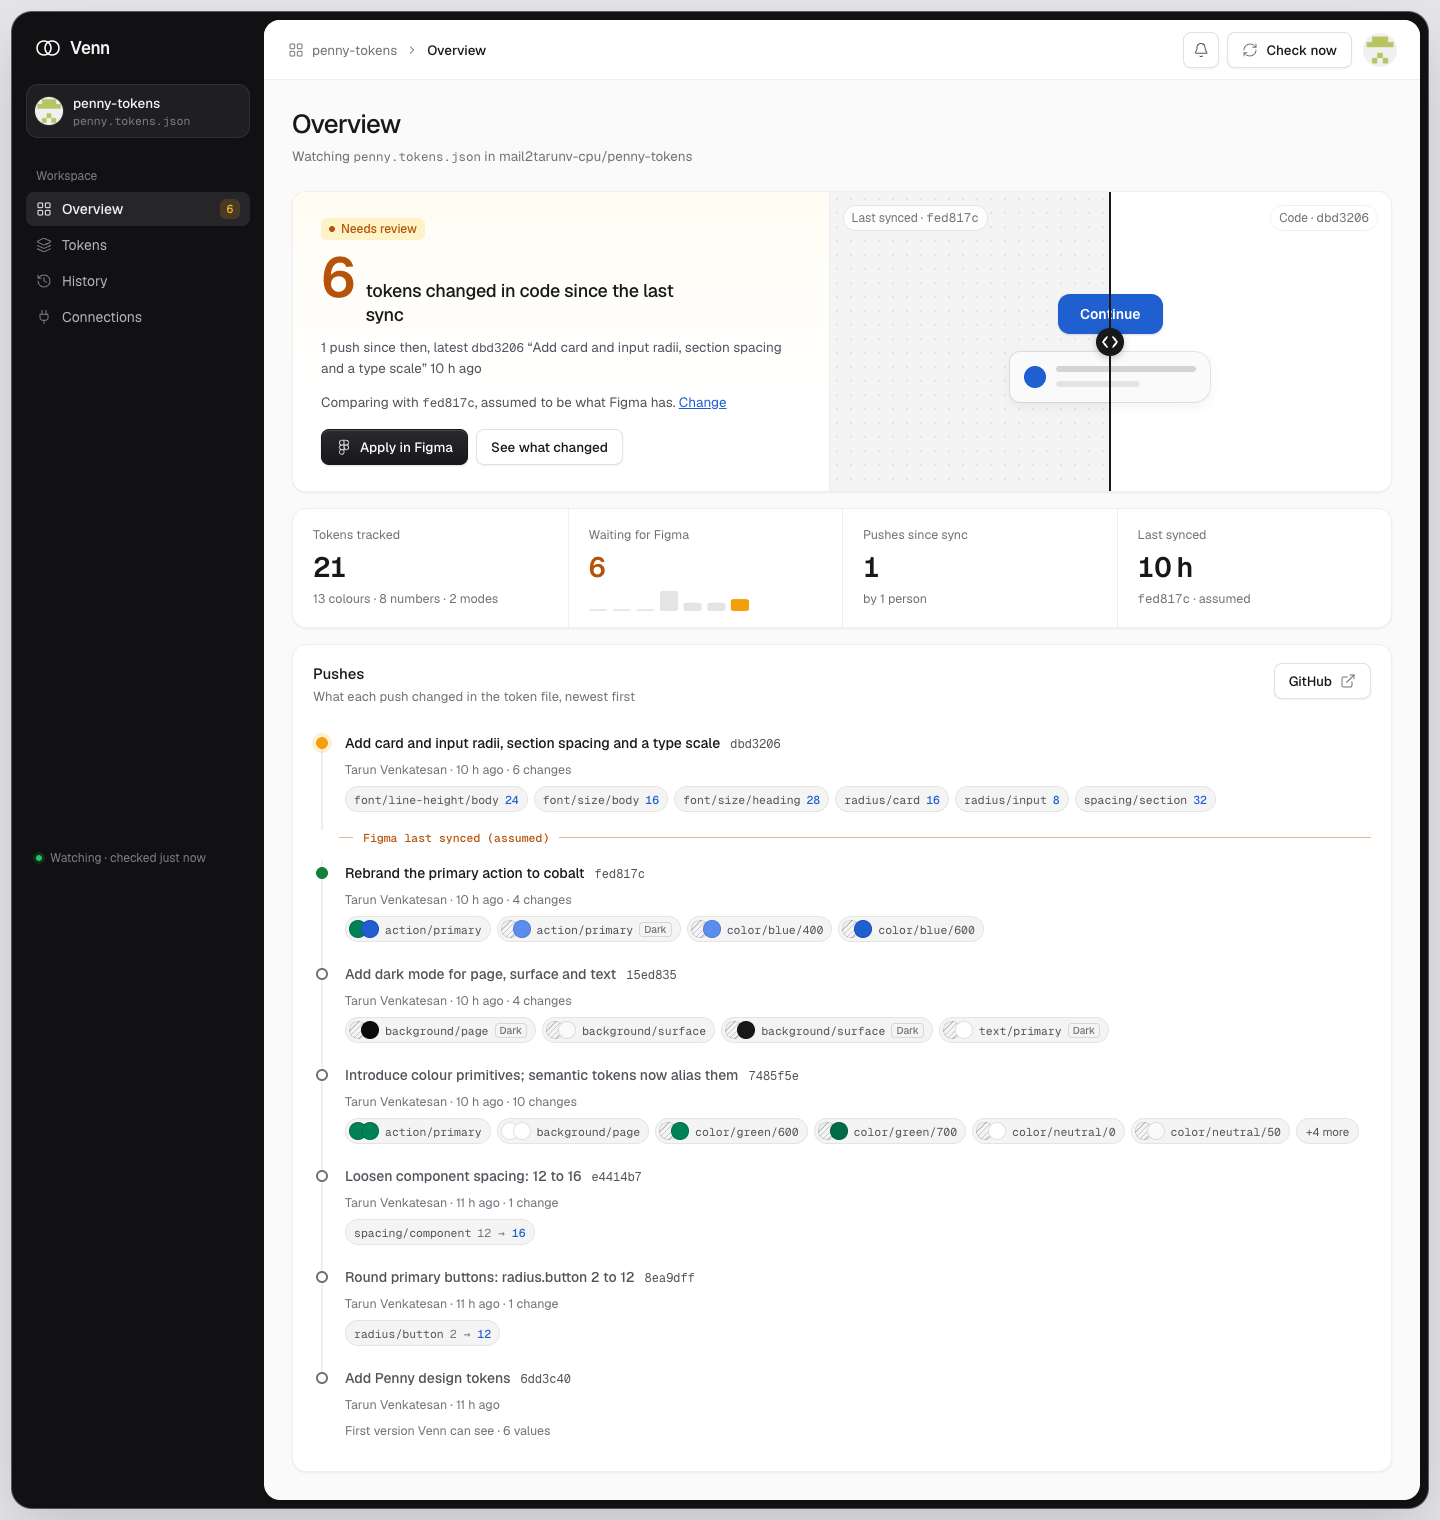 Venn
penny-tokens
penny.tokens.json
Workspace
Overview 6
Tokens
History
Connections
Watching · checked just now
penny-tokens > Overview
Check now
Overview
Watching penny.tokens.json in mail2tarunv-cpu/penny-tokens
Needs review
6 tokens changed in code since the last
sync
1 push since then, latest dbd3206 “Add card and input radii, section spacing
and a type scale” 10 h ago
Comparing with fed817c, assumed to be what Figma has. Change
Apply in Figma
See what changed
Last synced · fed817c
Code · dbd3206
Continue
Tokens tracked
21
13 colours · 8 numbers · 2 modes
Waiting for Figma
6
Pushes since sync
1
by 1 person
Last synced
10 h
fed817c · assumed
Pushes
What each push changed in the token file, newest first
GitHub
Add card and input radii, section spacing and a type scale dbd3206
Tarun Venkatesan · 10 h ago · 6 changes
font/line-height/body 24 font/size/body 16 font/size/heading 28 radius/card 16 radius/input 8 spacing/section 32
Figma last synced (assumed)
Rebrand the primary action to cobalt fed817c
Tarun Venkatesan · 10 h ago · 4 changes
action/primary action/primary Dark color/blue/400 color/blue/600
Add dark mode for page, surface and text 15ed835
Tarun Venkatesan · 10 h ago · 4 changes
background/page Dark background/surface background/surface Dark text/primary Dark
Introduce colour primitives; semantic tokens now alias them 7485f5e
Tarun Venkatesan · 10 h ago · 10 changes
action/primary background/page color/green/600 color/green/700 color/neutral/0 color/neutral/50 +4 more
Loosen component spacing: 12 to 16 e4414b7
Tarun Venkatesan · 11 h ago · 1 change
spacing/component 12 → 16
Round primary buttons: radius.button 2 to 12 8ea9dff
Tarun Venkatesan · 11 h ago · 1 change
radius/button 2 → 12
Add Penny design tokens 6dd3c40
Tarun Venkatesan · 11 h ago
First version Venn can see · 6 values